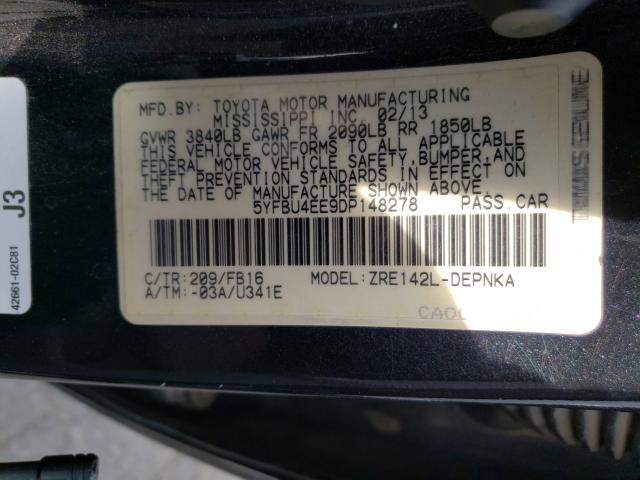 MFD.BY: TOYOTA MOTOR MANUFACTURING
MISSISSIPPI INC. 02/13
GVWR 3840LB GAWR FR 2090LB RR 1850LB
THIS VEHICLE CONFORMS TO ALL APPLICABLE
FEDERAL MOTOR VEHICLE SAFETY,BUMPER,AND
THEFT PREVENTION STANDARDS IN EFFECT ON
THE DATE OF MANUFACTURE SHOWN ABOVE.
5YFBU4EE9DP148278 PASS.CAR
C/TR:209/FB16 MODEL:ZRE142L-DEPNKA
A/TM:-03A/U341E
J3
42661-02C81